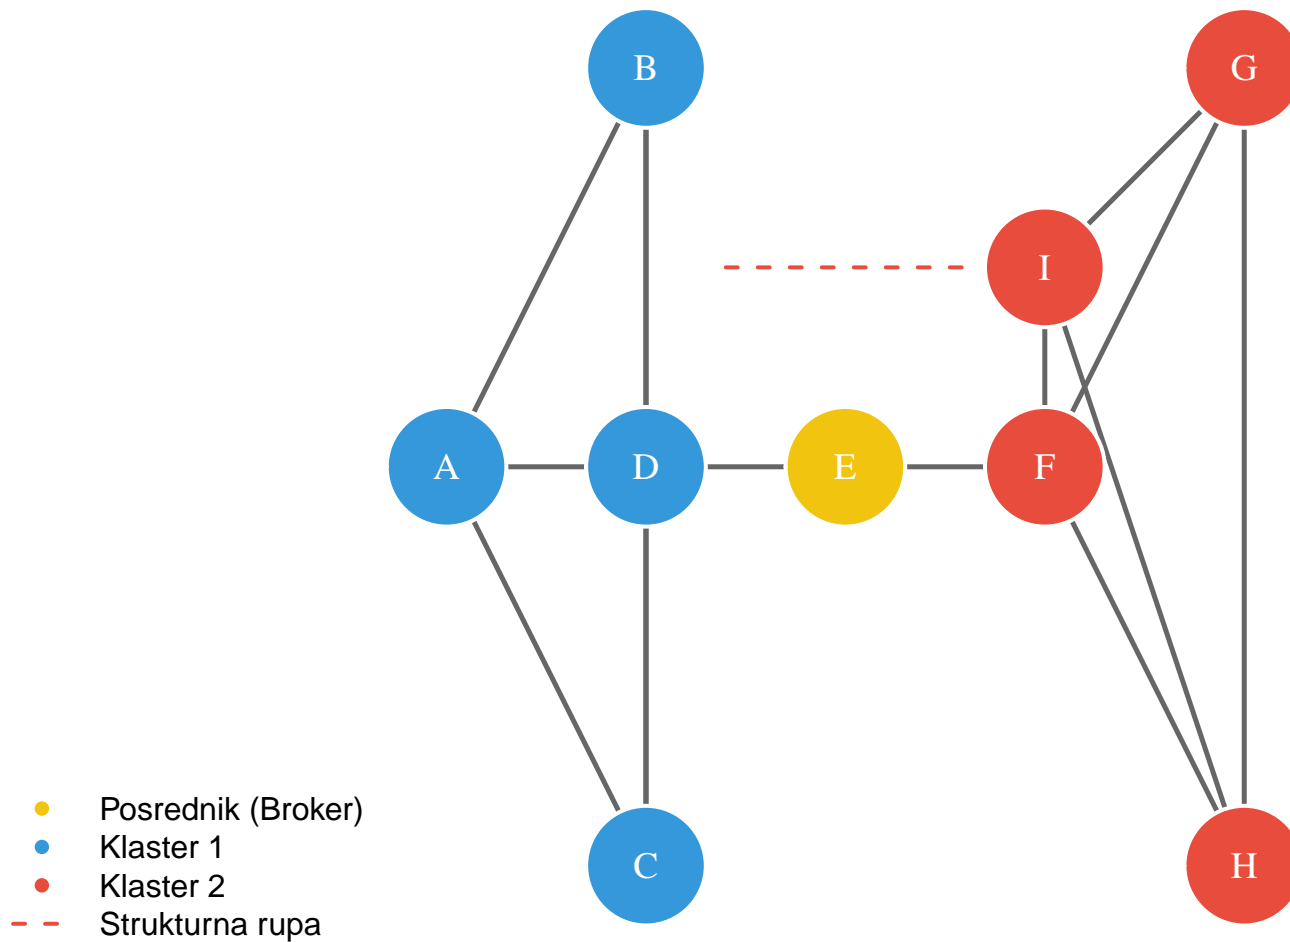 B
G
I
A
D
E
F
C
H
Posrednik (Broker)
Klaster 1
Klaster 2
Strukturna rupa